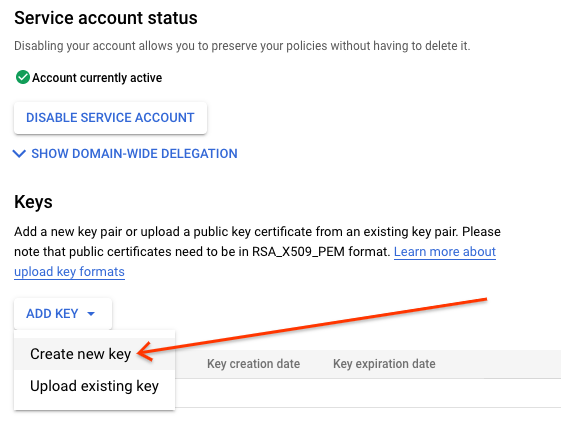 Service account status
Disabling your account allows you to preserve your policies without having to delete it.
Account currently active
DISABLE SERVICE ACCOUNT
SHOW DOMAIN-WIDE DELEGATION
Keys
Add a new key pair or upload a public key certificate from an existing key pair. Please
note that public certificates need to be in RSA_X509_PEM format. Learn more about
upload key formats
ADD KEY
Create new key
Key creation date Key expiration date
Upload existing key